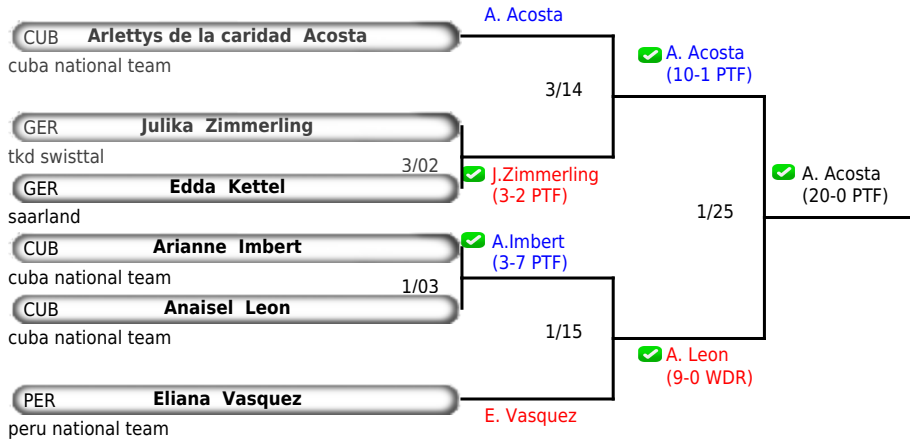 A. Acosta
CUB Arlettys de la caridad Acosta
cuba national team
A. Acosta
(10-1 PTF)
3/14
GER Julika Zimmerling
tkd swisttal
3/02
J.Zimmerling
(3-2 PTF)
GER Edda Kettel
saarland
A. Acosta
(20-0 PTF)
1/25
CUB Arianne Imbert
cuba national team
A.Imbert
(3-7 PTF)
1/03
CUB Anaisel Leon
cuba national team
1/15
A. Leon
(9-0 WDR)
PER Eliana Vasquez
peru national team
E. Vasquez